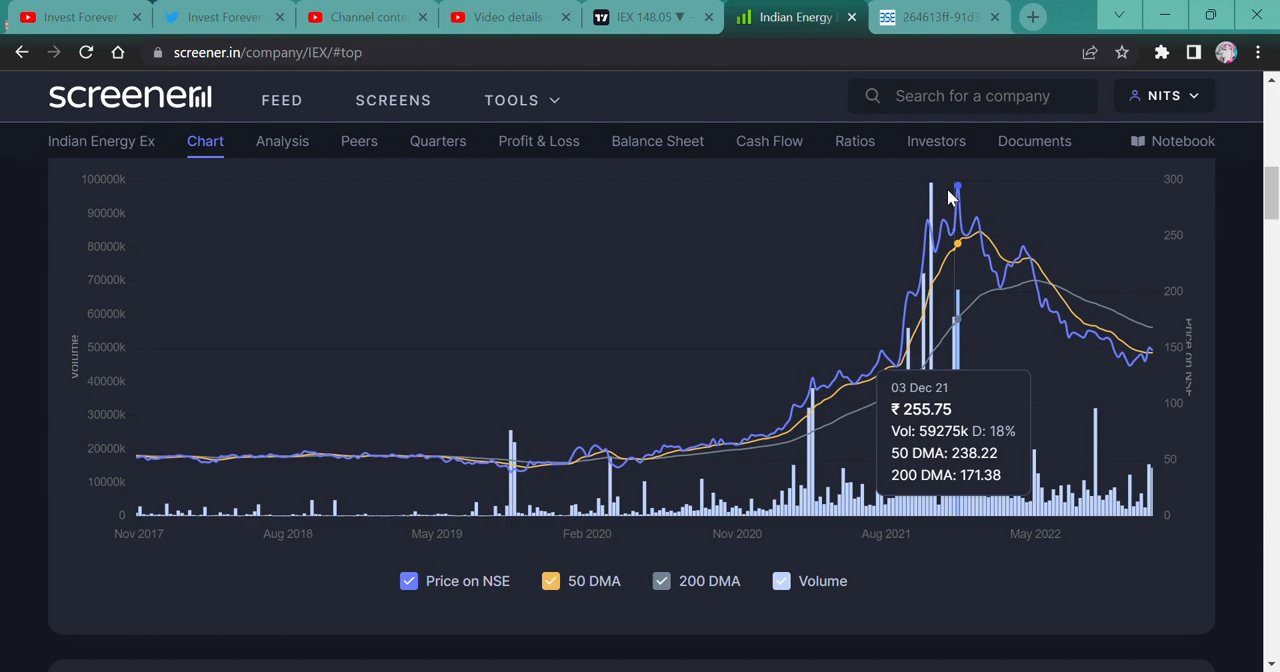 Invest Forever
Invest Forever
Channel conte
Video details -
IEX 148.05 ▼ -
Indian Energy
264613ff-91d3
screener.in/company/IEX/#top
screener
FEED
SCREENS
TOOLS
Search for a company
NITS
Indian Energy Ex
Chart
Analysis
Peers
Quarters
Profit & Loss
Balance Sheet
Cash Flow
Ratios
Investors
Documents
Notebook
100000k
90000k
80000k
70000k
60000k
50000k
40000k
30000k
20000k
10000k
0
volume
300
250
200
150
100
50
0
03 Dec 21
₹ 255.75
Vol: 59275k D: 18%
50 DMA: 238.22
200 DMA: 171.38
Nov 2017
Aug 2018
May 2019
Feb 2020
Nov 2020
Aug 2021
May 2022
Price on NSE
50 DMA
200 DMA
Volume